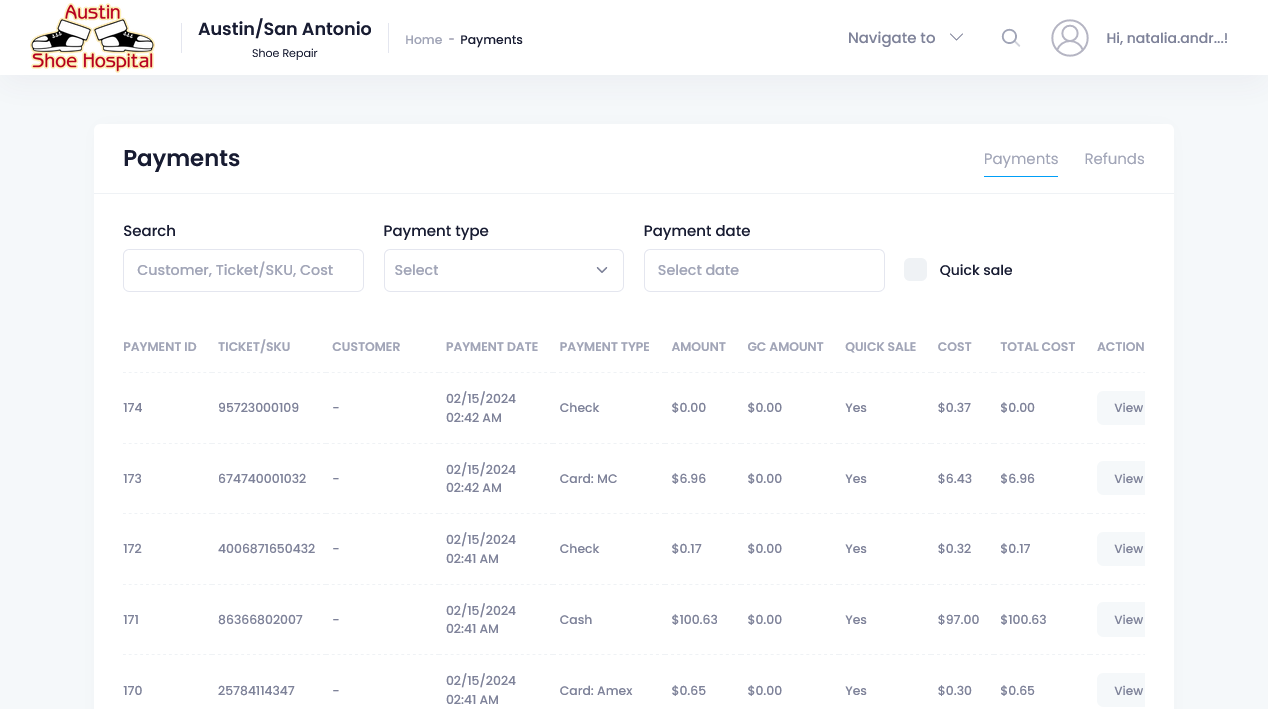 Austin
Shoe Hospital
Austin/San Antonio
Shoe Repair
Home - Payments
Navigate to
Hi, natalia.andr...!
Payments
Payments Refunds
Search Payment type Payment date
Customer, Ticket/SKU, Cost Select Select date Quick sale
PAYMENT ID TICKET/SKU CUSTOMER PAYMENT DATE PAYMENT TYPE AMOUNT GC AMOUNT QUICK SALE COST TOTAL COST ACTION
174 95723000109 - 02/15/2024 02:42 AM Check $0.00 $0.00 Yes $0.37 $0.00 View
173 674740001032 - 02/15/2024 02:42 AM Card: MC $6.96 $0.00 Yes $6.43 $6.96 View
172 4006871650432 - 02/15/2024 02:41 AM Check $0.17 $0.00 Yes $0.32 $0.17 View
171 86366802007 - 02/15/2024 02:41 AM Cash $100.63 $0.00 Yes $97.00 $100.63 View
170 25784114347 - 02/15/2024 02:41 AM Card: Amex $0.65 $0.00 Yes $0.30 $0.65 View